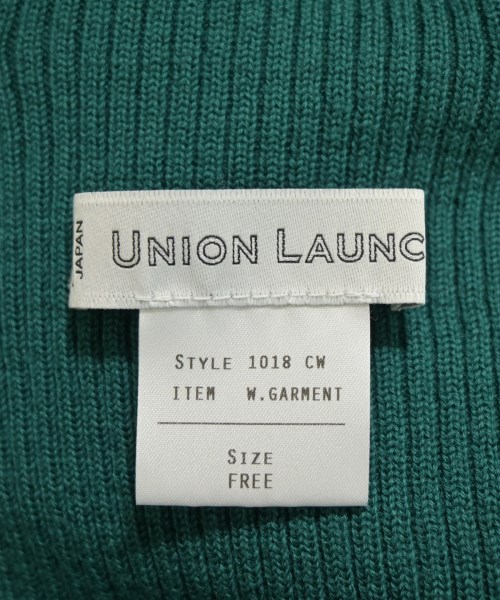 JAPAN
UNION LAUNC
STYLE 1018 CW
ITEM W.GARMENT
SIZE
FREE